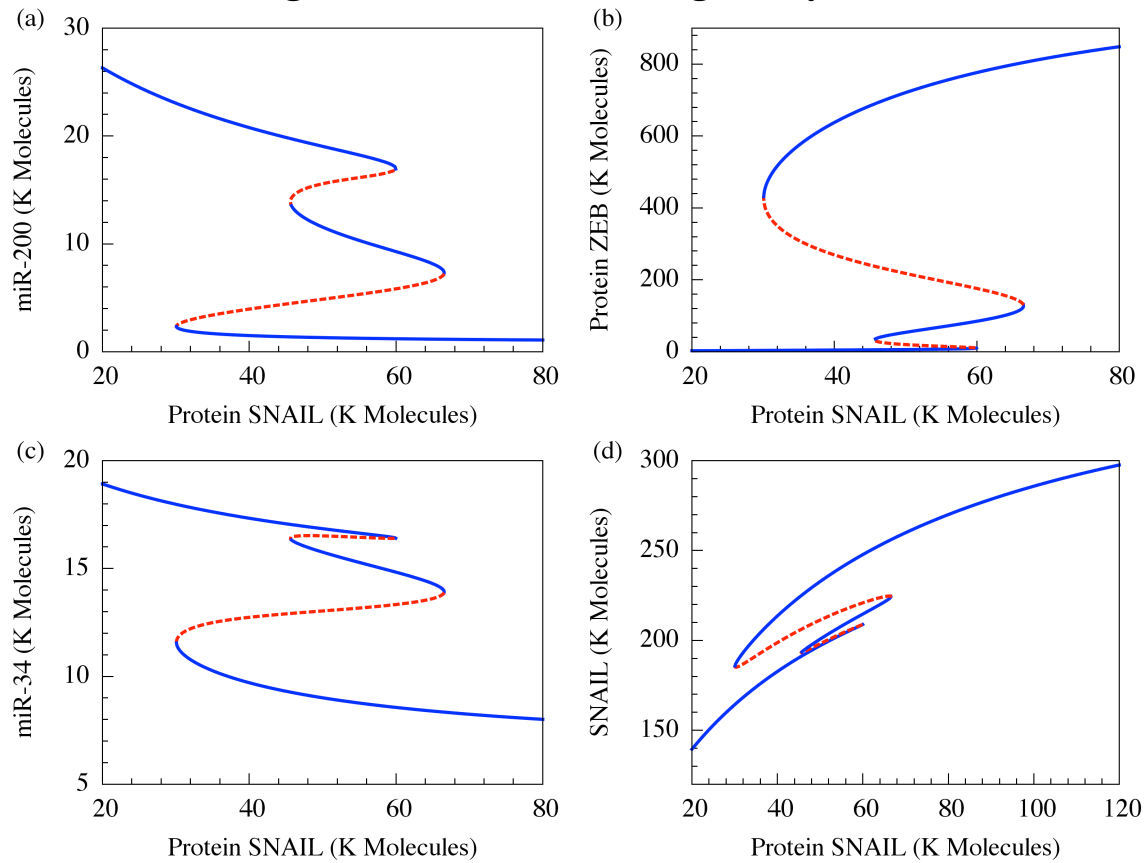 (a)
30
20
10
0
miR-200 (K Molecules)
20 40 60 80
Protein SNAIL (K Molecules)
(b)
800
600
400
200
0
Protein ZEB (K Molecules)
20 40 60 80
Protein SNAIL (K Molecules)
(c)
20
15
10
5
miR-34 (K Molecules)
20 40 60 80
Protein SNAIL (K Molecules)
(d)
300
250
200
150
SNAIL (K Molecules)
20 40 60 80 100 120
Protein SNAIL (K Molecules)